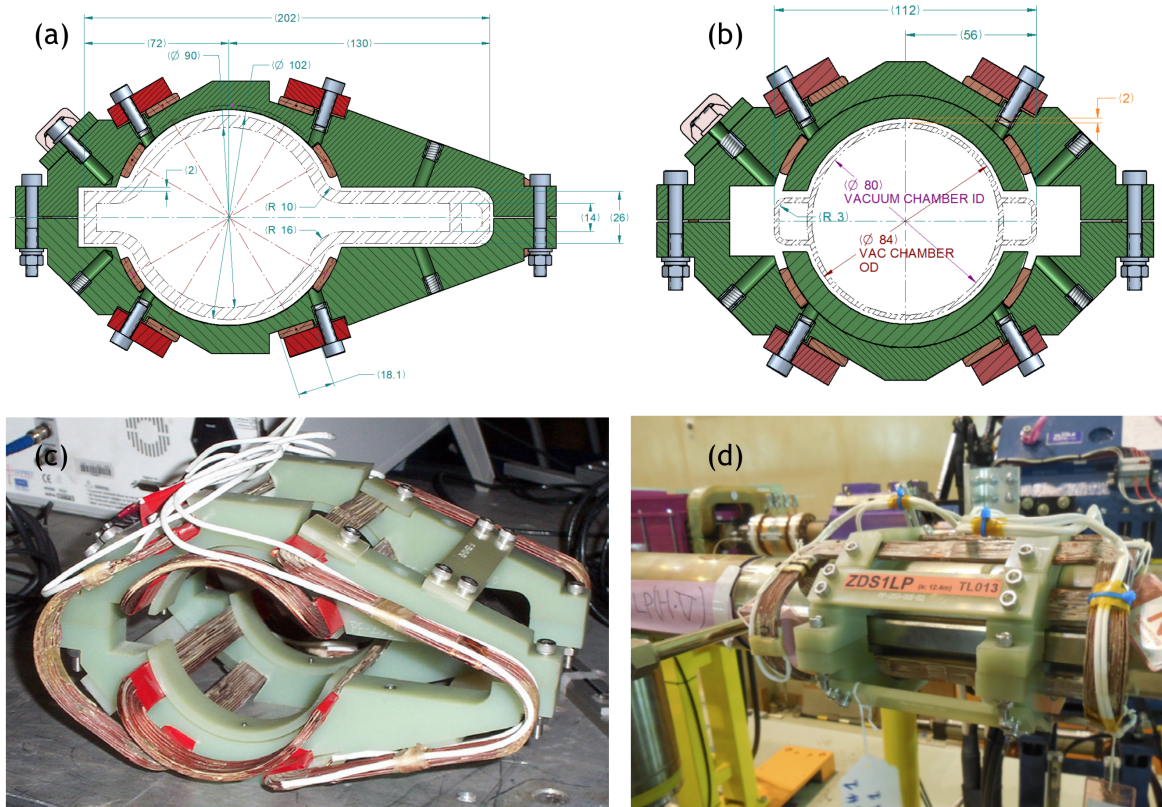 (a)
(202)
(72)
(130)
(Ø 90)
(Ø 102)
(2)
(R 10)
(R 16)
(14)
(26)
(18.1)
(b)
(112)
(56)
(2)
(Ø 80)
VACUUM CHAMBER ID
(R 3)
(Ø 84)
VAC CHAMBER
OD
(c)
(d)
ZDS1LP TL013